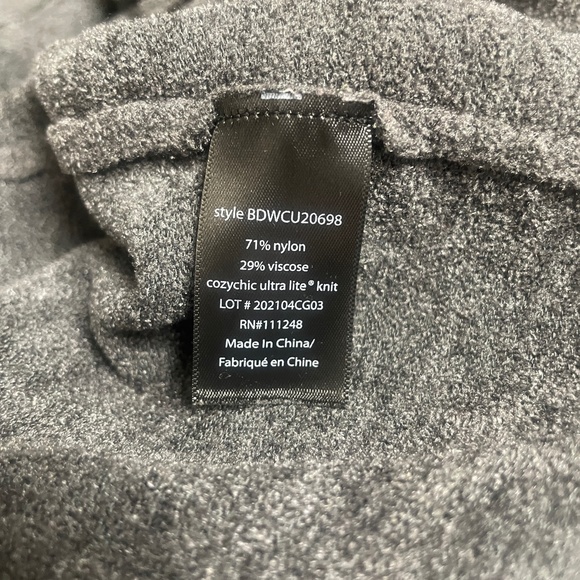 style BDWCU20698
71% nylon
29% viscose
cozychic ultra lite® knit
LOT # 202104CG03
RN#111248
Made In China/
Fabriqué en Chine